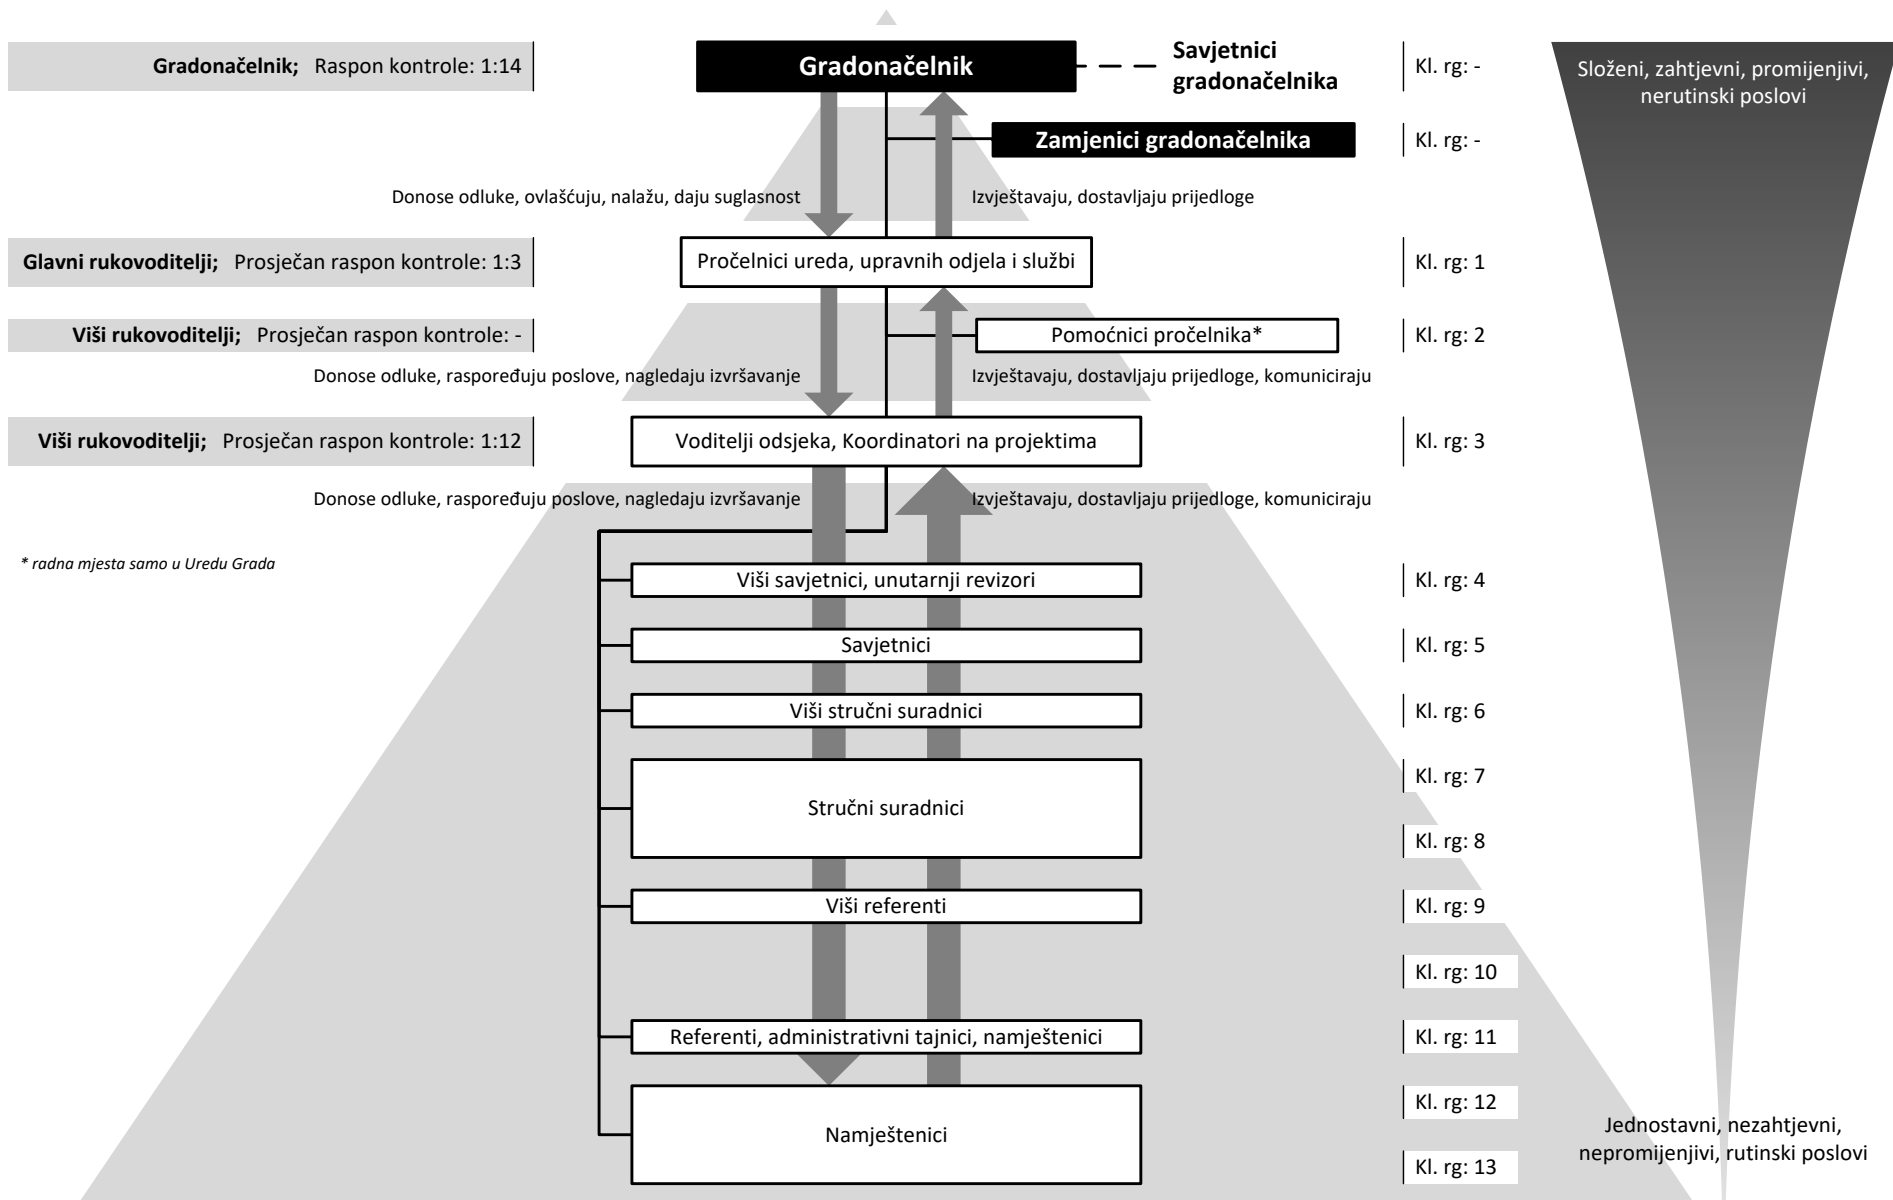 Gradonačelnik; Raspon kontrole: 1:14
Gradonačelnik
Savjetnici
gradonačelnika
Kl. rg: -
Složeni, zahtjevni, promijenjivi,
nerutinski poslovi
Zamjenici gradonačelnika
Kl. rg: -
Donose odluke, ovlašćuju, nalažu, daju suglasnost
Izvještavaju, dostavljaju prijedloge
Glavni rukovoditelji; Prosječan raspon kontrole: 1:3
Pročelnici ureda, upravnih odjela i službi
Kl. rg: 1
Viši rukovoditelji; Prosječan raspon kontrole: -
Pomoćnici pročelnika*
Kl. rg: 2
Donose odluke, raspoređuju poslove, nagledaju izvršavanje
Izvještavaju, dostavljaju prijedloge, komuniciraju
Viši rukovoditelji; Prosječan raspon kontrole: 1:12
Voditelji odsjeka, Koordinatori na projektima
Kl. rg: 3
Donose odluke, raspoređuju poslove, nagledaju izvršavanje
Izvještavaju, dostavljaju prijedloge, komuniciraju
* radna mjesta samo u Uredu Grada
Viši savjetnici, unutarnji revizori
Kl. rg: 4
Savjetnici
Kl. rg: 5
Viši stručni suradnici
Kl. rg: 6
Stručni suradnici
Kl. rg: 7
Kl. rg: 8
Viši referenti
Kl. rg: 9
Kl. rg: 10
Referenti, administrativni tajnici, namještenici
Kl. rg: 11
Namještenici
Kl. rg: 12
Kl. rg: 13
Jednostavni, nezahtjevni,
nepromijenjivi, rutinski poslovi